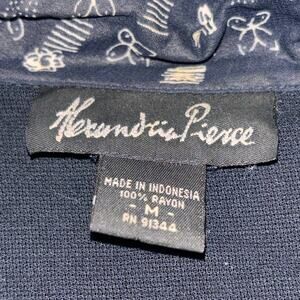 Alexandria Pierce
MADE IN INDONESIA
100% RAYON
- M -
RN 91344